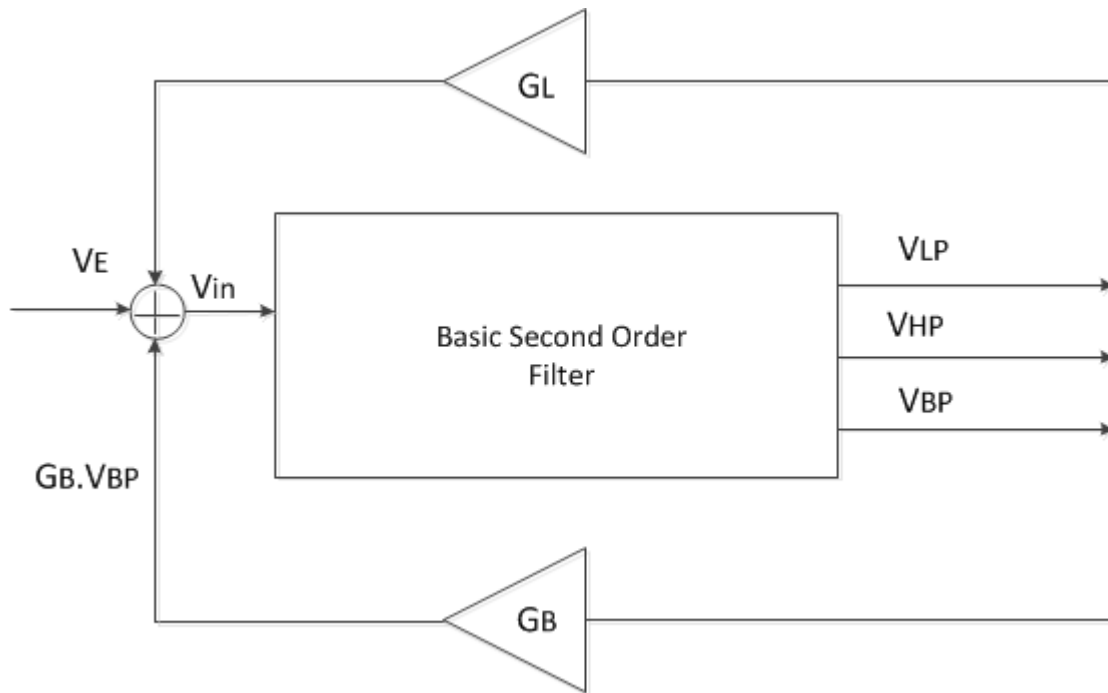 GL
VE
Vin
VLP
Basic Second Order
Filter
VHP
VBP
GB.VBP
GB